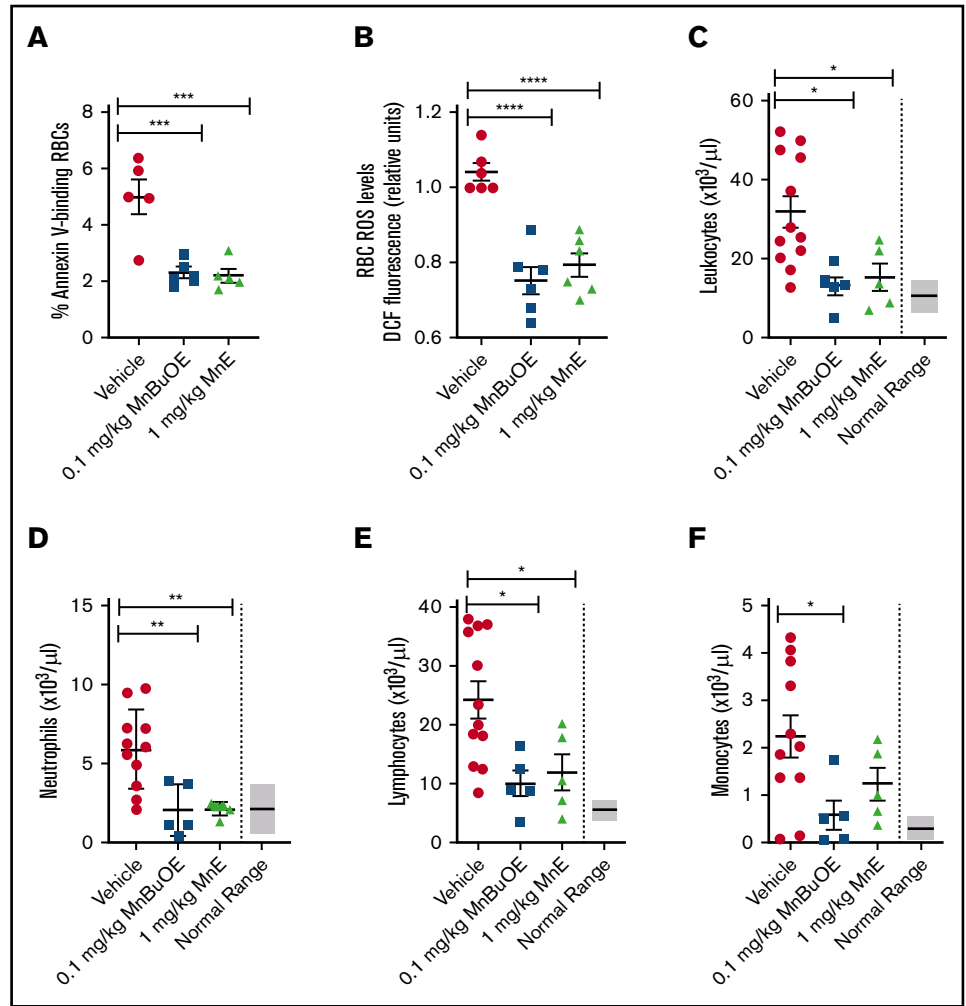 A
% Annexin V-binding RBCs
8
6
4
2
0
***
***
Vehicle
0.1 mg/kg MnBuOE
1 mg/kg MnE
B
RBC ROS levels
DCF fluorescence (relative units)
1.2
1.0
0.8
0.6
****
****
Vehicle
0.1 mg/kg MnBuOE
1 mg/kg MnE
C
Leukocytes (x10³/µl)
60
40
20
0
*
*
Vehicle
0.1 mg/kg MnBuOE
1 mg/kg MnE
Normal Range
D
Neutrophils (x10³/µl)
15
10
5
0
**
**
Vehicle
0.1 mg/kg MnBuOE
1 mg/kg MnE
Normal Range
E
Lymphocytes (x10³/µl)
40
30
20
10
0
*
*
Vehicle
0.1 mg/kg MnBuOE
1 mg/kg MnE
Normal Range
F
Monocytes (x10³/µl)
5
4
3
2
1
0
*
Vehicle
0.1 mg/kg MnBuOE
1 mg/kg MnE
Normal Range